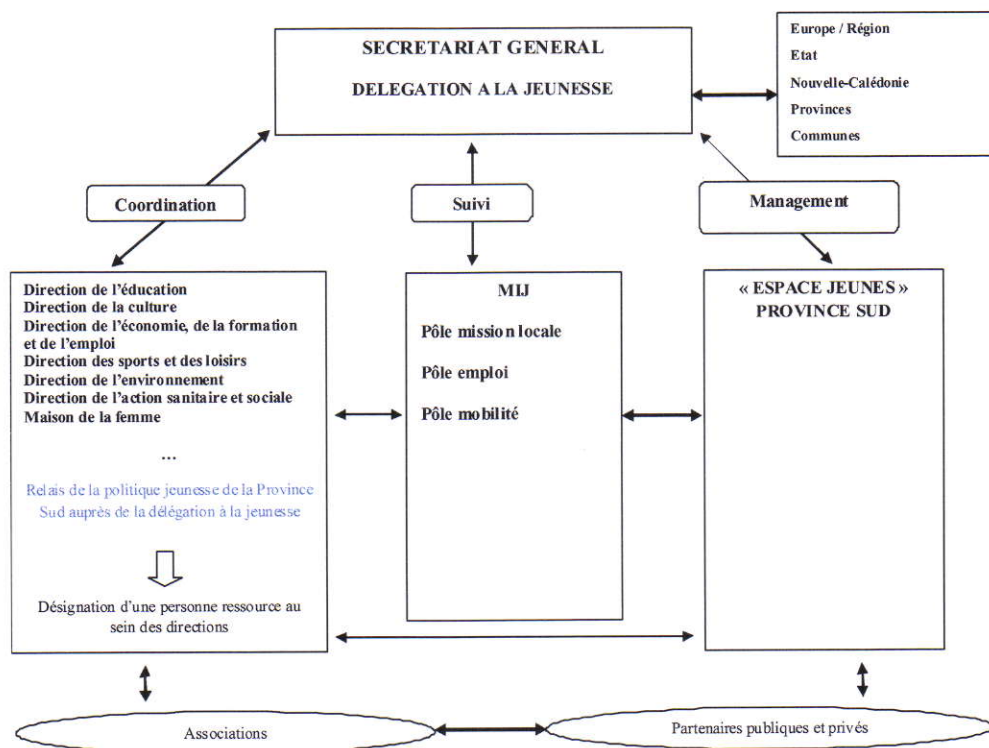 SECRETARIAT GENERAL
DELEGATION A LA JEUNESSE
Europe / Région
Etat
Nouvelle-Calédonie
Provinces
Communes
Coordination
Suivi
Management
Direction de l'éducation
Direction de la culture
Direction de l'économie, de la formation
et de l'emploi
Direction des sports et des loisirs
Direction de l'environnement
Direction de l'action sanitaire et sociale
Maison de la femme
...
Relais de la politique jeunesse de la Province
Sud auprès de la délégation à la jeunesse
Désignation d'une personne ressource au
sein des directions
MIJ
Pôle mission locale
Pôle emploi
Pôle mobilité
« ESPACE JEUNES »
PROVINCE SUD
Associations
Partenaires publiques et privés